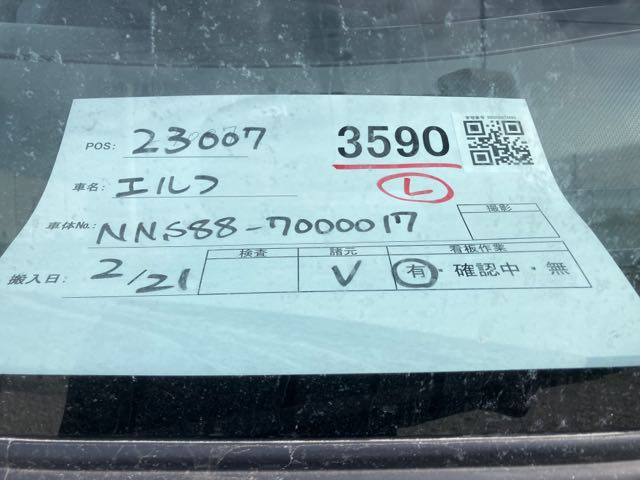 POS: 23007
3590
車名: エルフ
L
車体No.: NNS88-7000017
撮影
搬入日: 2/21
検査 諸元 看板作業
V 有・確認中・無